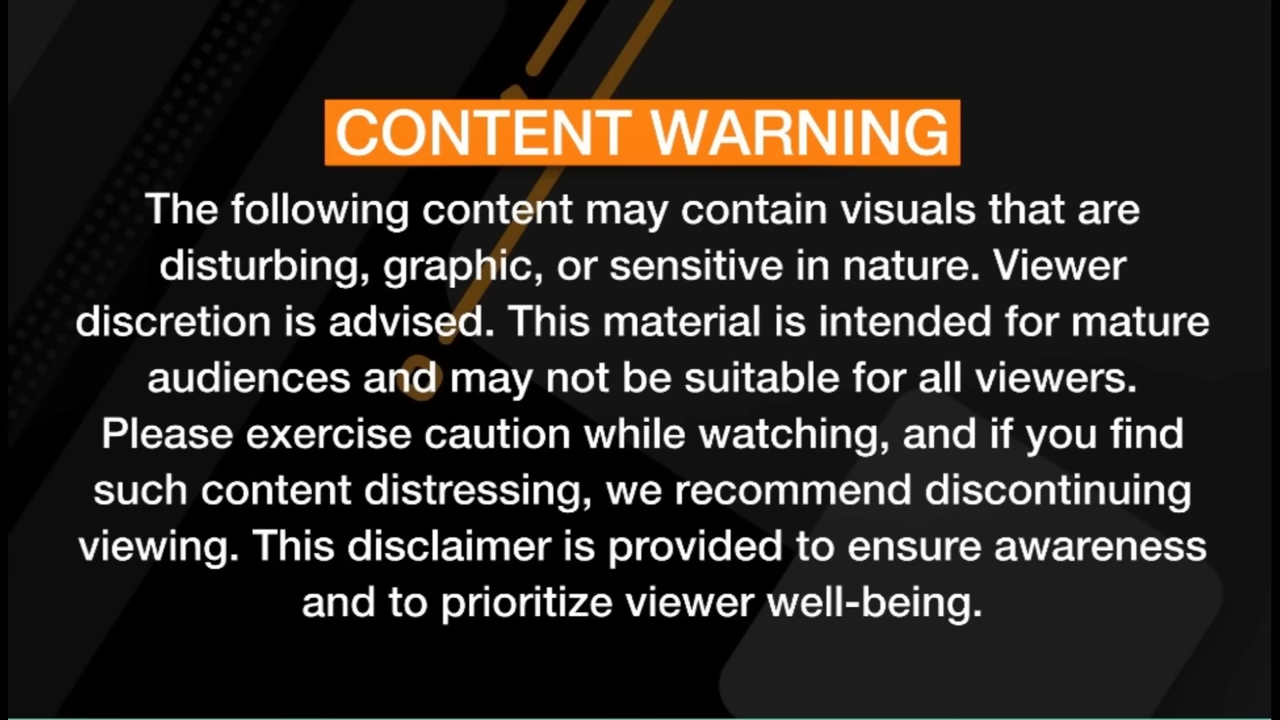 CONTENT WARNING
The following content may contain visuals that are
disturbing, graphic, or sensitive in nature. Viewer
discretion is advised. This material is intended for mature
audiences and may not be suitable for all viewers.
Please exercise caution while watching, and if you find
such content distressing, we recommend discontinuing
viewing. This disclaimer is provided to ensure awareness
and to prioritize viewer well-being.